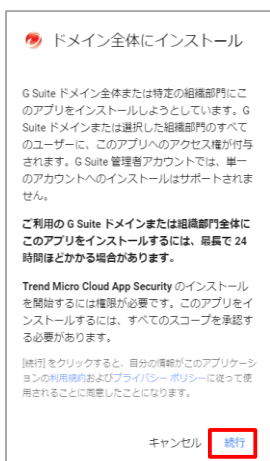 ドメイン全体にインストール
G Suite ドメイン全体または特定の組織部門にこ
のアプリをインストールしようとしています。G
Suite ドメインまたは選択した組織部門のすべて
のユーザーに、このアプリへのアクセス権が付与
されます。G Suite 管理者アカウントでは、単一
のアカウントへのインストールはサポートされま
せん。
ご利用の G Suite ドメインまたは組織部門全体に
このアプリをインストールするには、最長で 24
時間ほどかかる場合があります。
Trend Micro Cloud App Security のインストール
を開始するには権限が必要です。このアプリをイ
ンストールするには、すべてのスコープを承認す
る必要があります。
[続行] をクリックすると、自分の情報がこのアプリケーシ
ョンの利用規約およびプライバシー ポリシーに従って使
用されることに同意したことになります。
キャンセル 続行